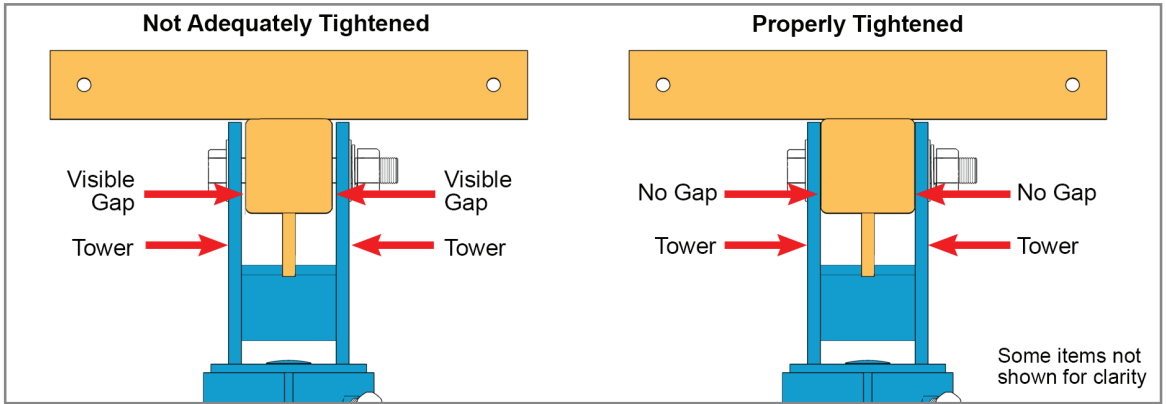 Not Adequately Tightened
Visible
Gap
Visible
Gap
Tower
Tower
Properly Tightened
No Gap
No Gap
Tower
Tower
Some items not
shown for clarity